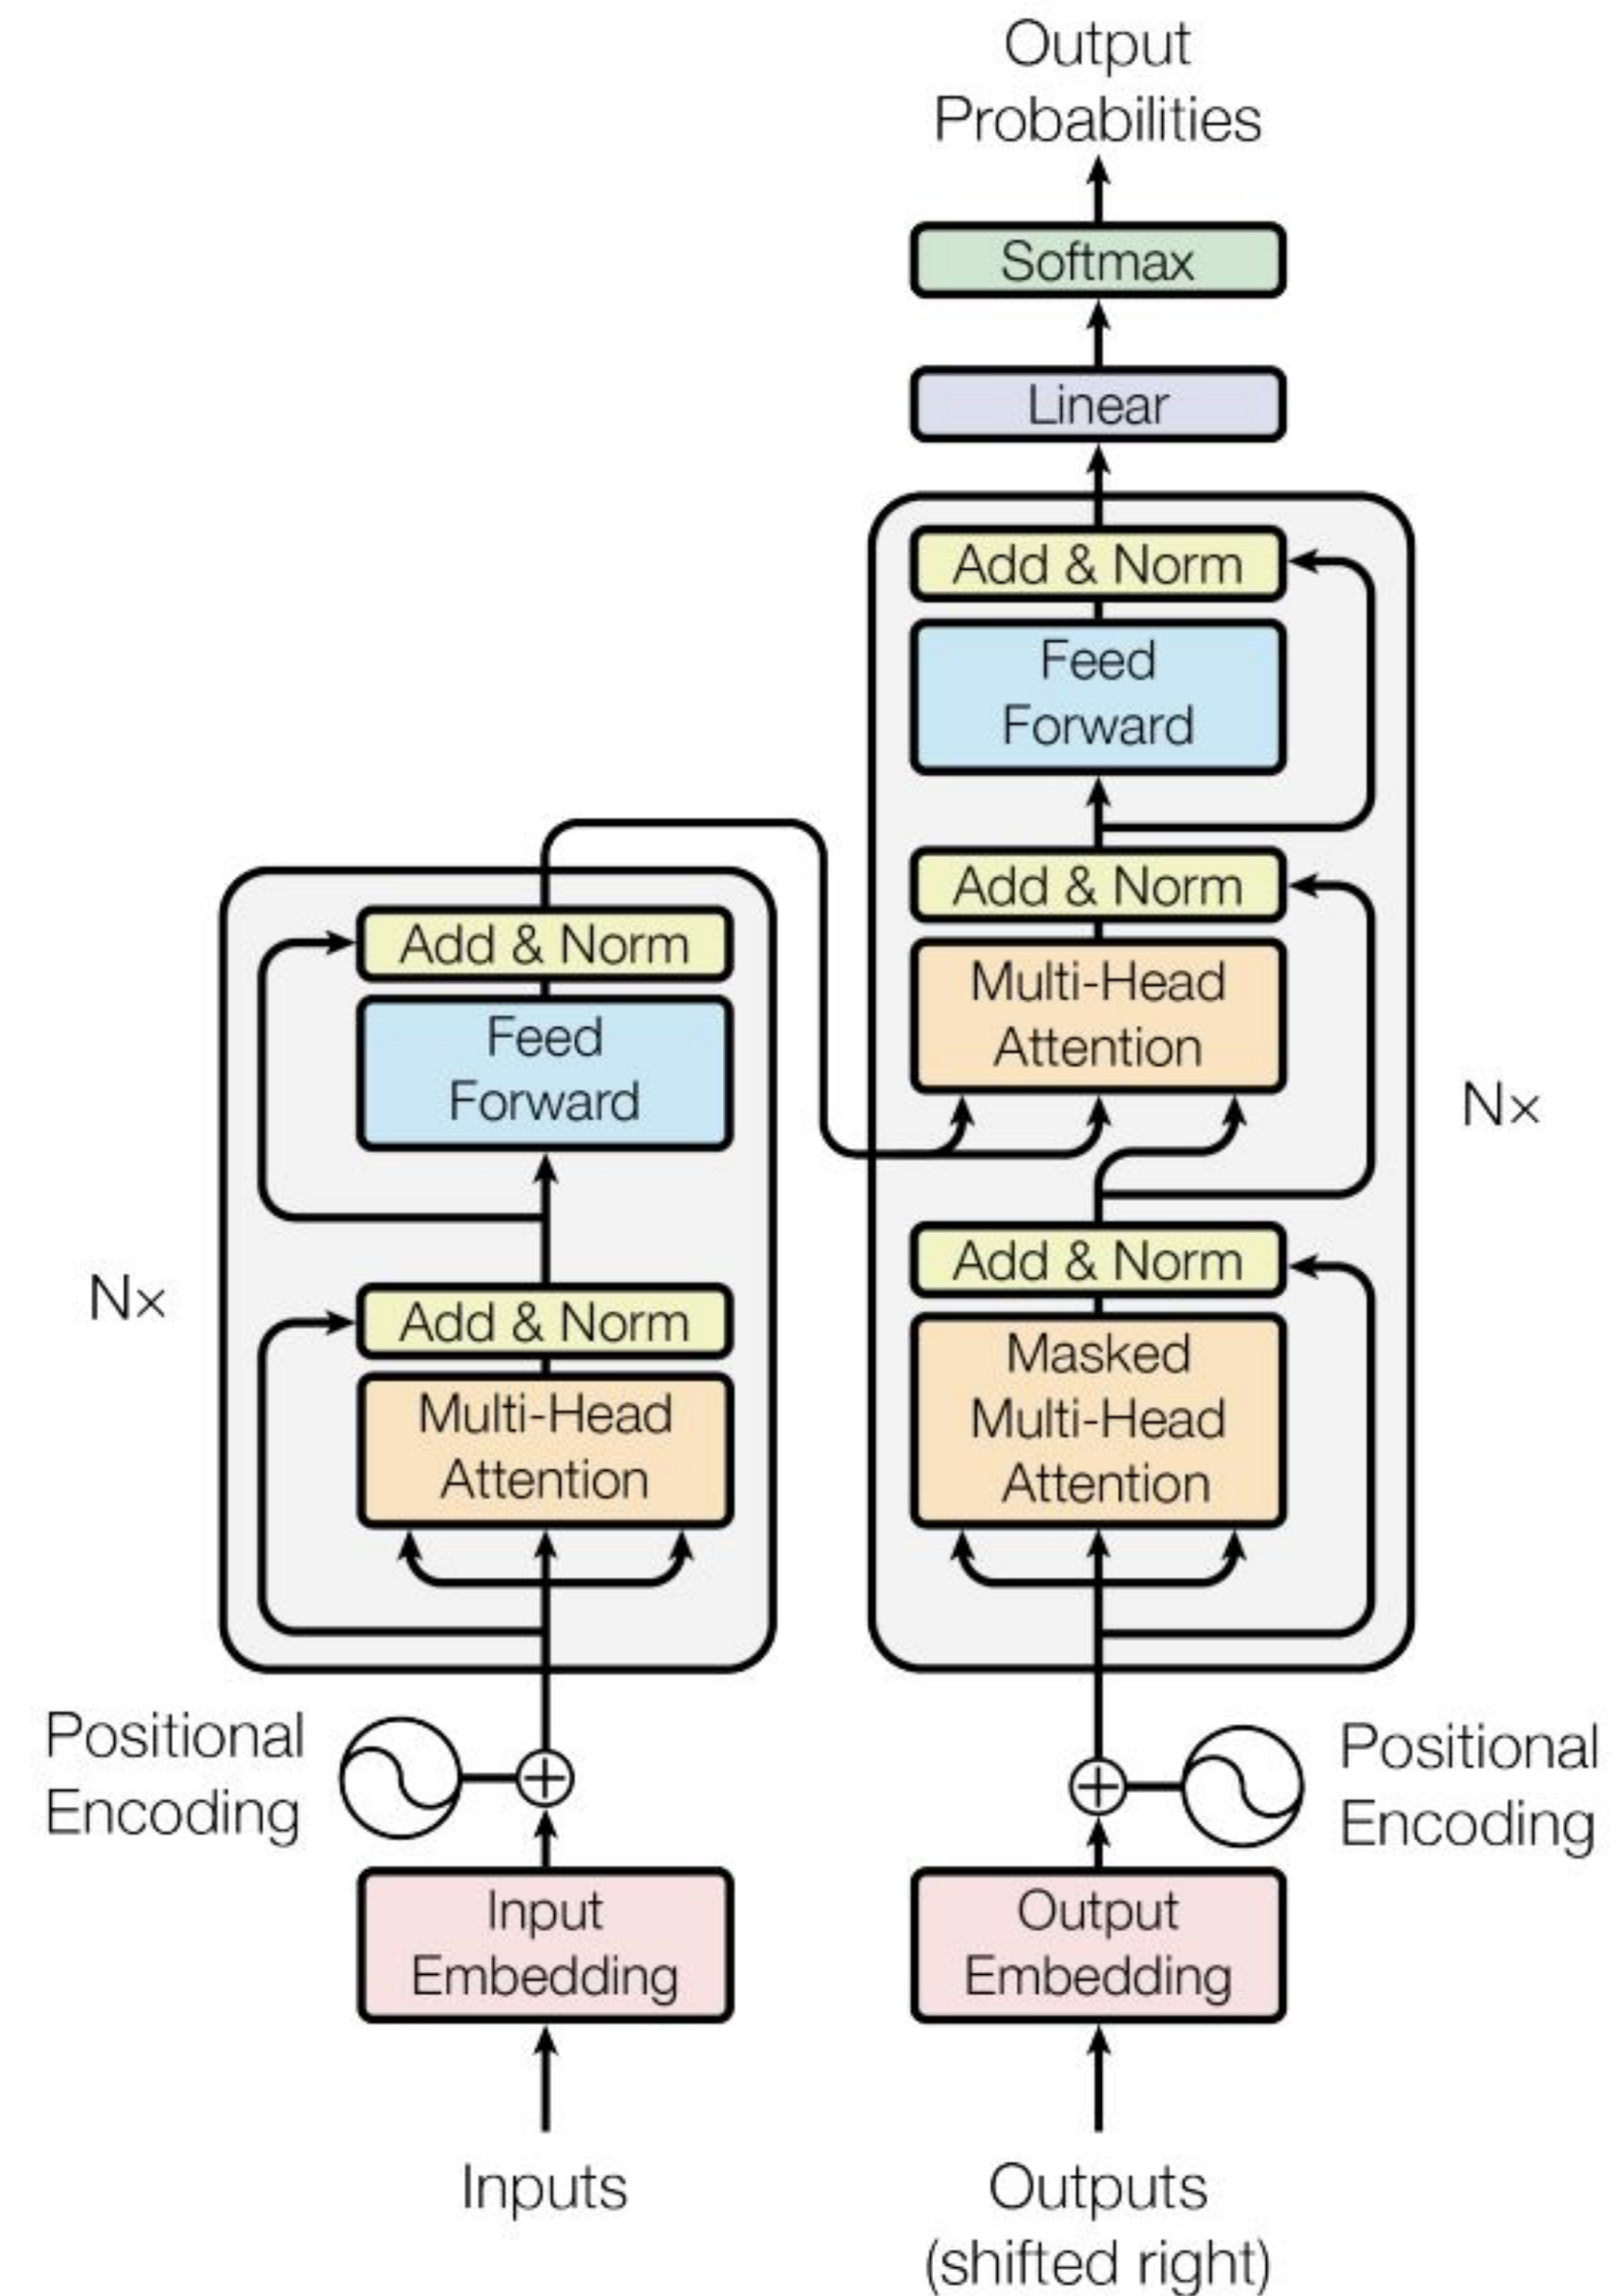 Output
Probabilities
Softmax
Linear
Add & Norm
Feed
Forward
Add & Norm
Multi-Head
Attention
Add & Norm
Masked
Multi-Head
Attention
Nx
Add & Norm
Feed
Forward
Add & Norm
Multi-Head
Attention
Nx
Positional
Encoding
Positional
Encoding
Input
Embedding
Output
Embedding
Inputs
Outputs
(shifted right)